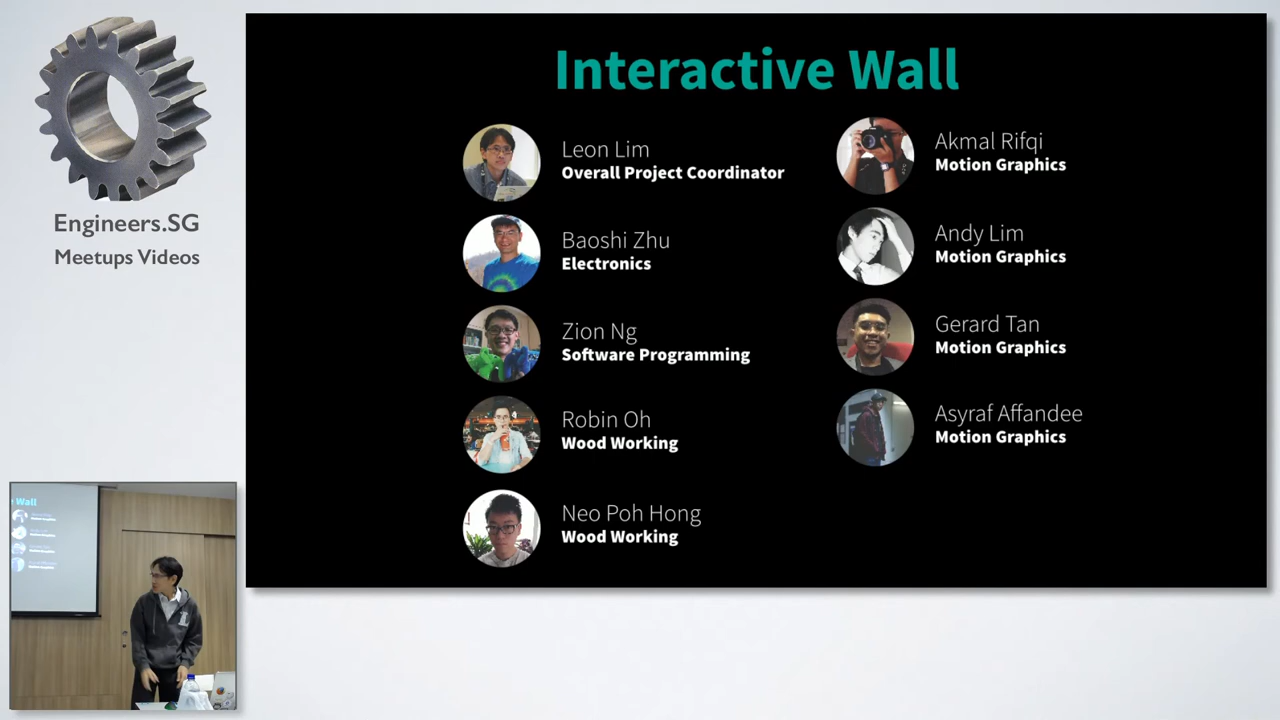 Engineers.SG
Meetups Videos
Interactive Wall
Leon Lim
Overall Project Coordinator
Baoshi Zhu
Electronics
Zion Ng
Software Programming
Robin Oh
Wood Working
Neo Poh Hong
Wood Working
Akmal Rifqi
Motion Graphics
Andy Lim
Motion Graphics
Gerard Tan
Motion Graphics
Asyraf Affandee
Motion Graphics
Wall